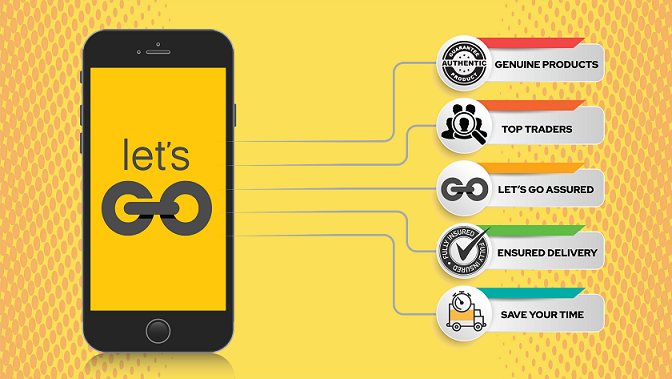 let's
GO
GUARANTEE
AUTHENTIC
PRODUCT
GENUINE PRODUCTS
TOP TRADERS
GO
LET'S GO ASSURED
FULLY INSURED
FULLY INSURED
ENSURED DELIVERY
SAVE YOUR TIME